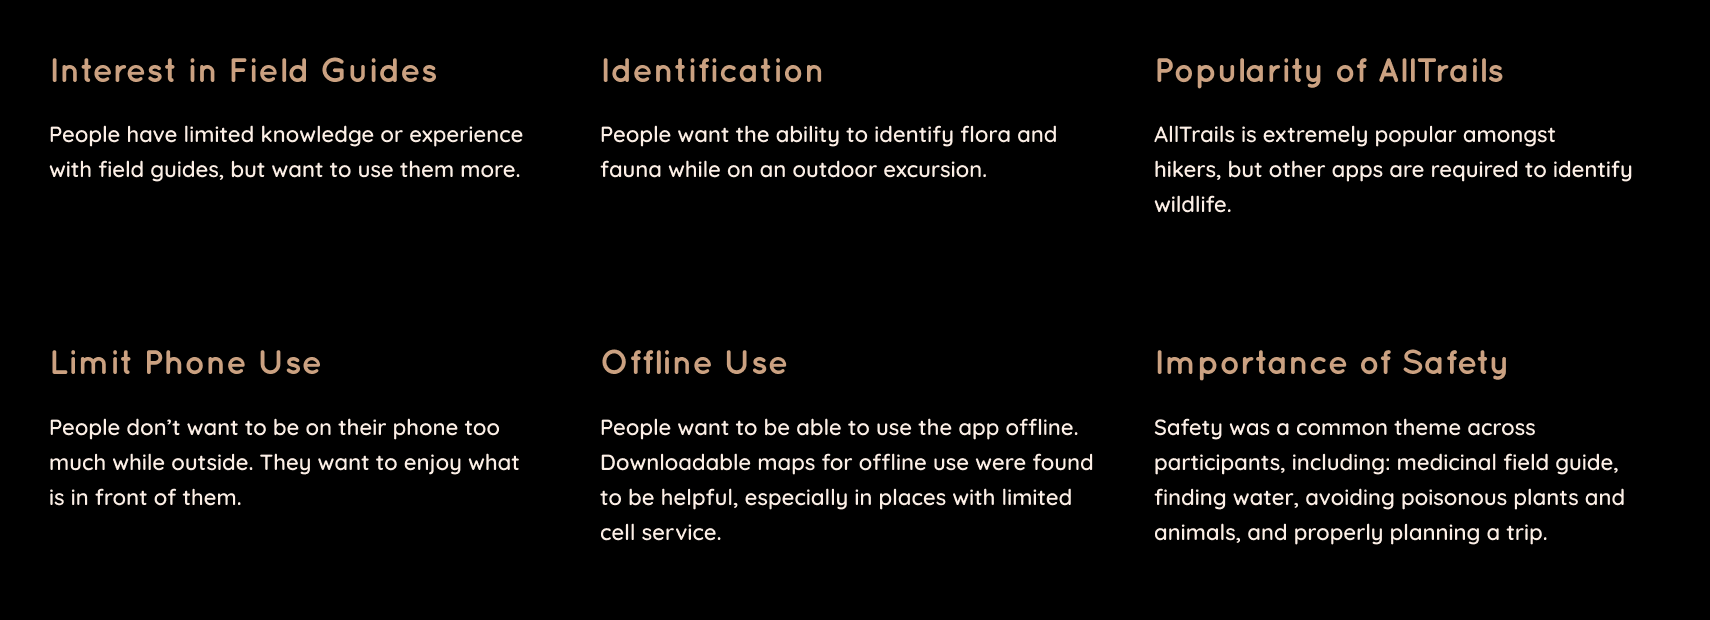 Interest in Field Guides
People have limited knowledge or experience
with field guides, but want to use them more.
Identification
People want the ability to identify flora and
fauna while on an outdoor excursion.
Popularity of AllTrails
AllTrails is extremely popular amongst
hikers, but other apps are required to identify
wildlife.
Limit Phone Use
People don’t want to be on their phone too
much while outside. They want to enjoy what
is in front of them.
Offline Use
People want to be able to use the app offline.
Downloadable maps for offline use were found
to be helpful, especially in places with limited
cell service.
Importance of Safety
Safety was a common theme across
participants, including: medicinal field guide,
finding water, avoiding poisonous plants and
animals, and properly planning a trip.